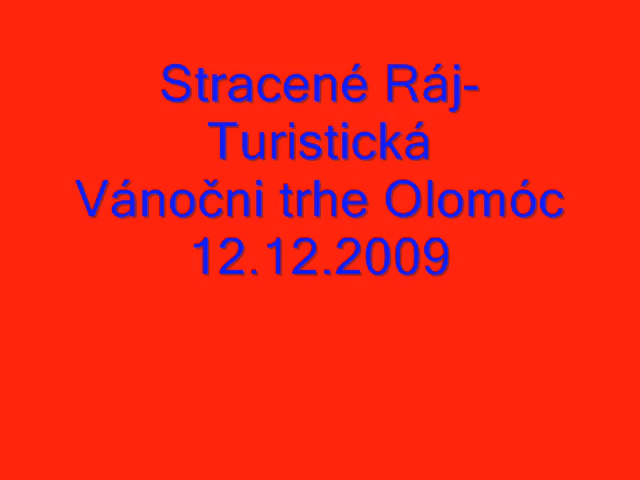 Stracené Ráj-
Turistická
Vánočni trhe Olomóc
12.12.2009